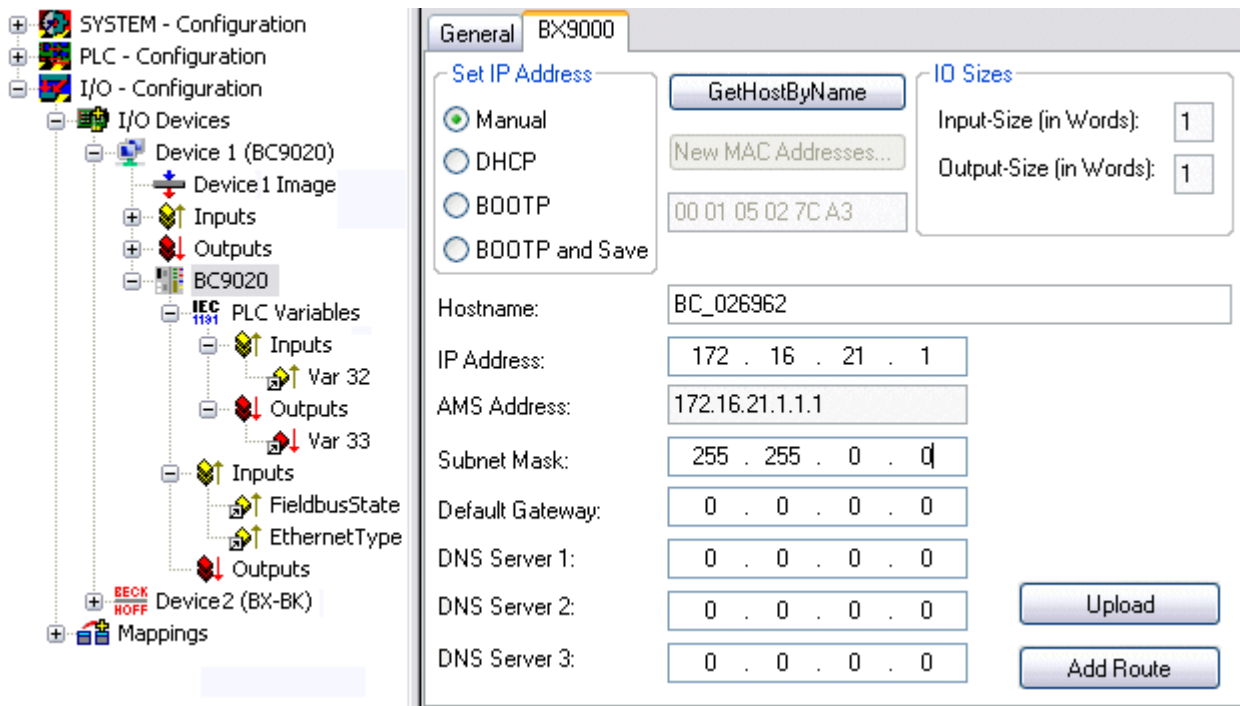 SYSTEM - Configuration
PLC - Configuration
I/O - Configuration
I/O Devices
Device 1 (BC9020)
Device1 Image
Inputs
Outputs
BC9020
IEC
1131
PLC Variables
Inputs
Var 32
Outputs
Var 33
Inputs
FieldbusState
EthernetType
Outputs
BECK
HOFF
Device2 (BX-BK)
Mappings
General
BX9000
Set IP Address
Manual
DHCP
BOOTP
BOOTP and Save
GetHostByName
New MAC Addresses...
00 01 05 02 7C A3
IO Sizes
Input-Size (in Words): 1
Output-Size (in Words): 1
Hostname: BC_026962
IP Address: 172 . 16 . 21 . 1
AMS Address: 172.16.21.1.1.1
Subnet Mask: 255 . 255 . 0 . 0
Default Gateway: 0 . 0 . 0 . 0
DNS Server 1: 0 . 0 . 0 . 0
DNS Server 2: 0 . 0 . 0 . 0
DNS Server 3: 0 . 0 . 0 . 0
Upload
Add Route